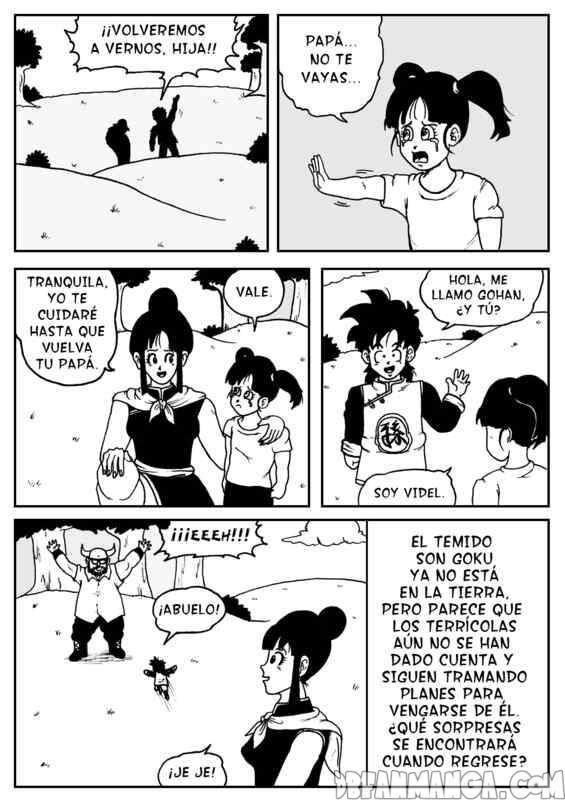 ¡¡VOLVEREMOS
A VERNOS, HIJA!!
PAPÁ...
NO TE
VAYAS...
TRANQUILA,
YO TE
CUIDARÉ
HASTA QUE
VUELVA
TU PAPÁ.
VALE.
HOLA, ME
LLAMO GOHAN,
¿Y TÚ?
SOY VIDEL.
¡¡¡EEEH!!!
¡ABUELO!
¡JE JE!
EL TEMIDO
SON GOKU
YA NO ESTÁ
EN LA TIERRA,
PERO PARECE QUE
LOS TERRÍCOLAS
AÚN NO SE HAN
DADO CUENTA Y
SIGUEN TRAMANDO
PLANES PARA
VENGARSE DE ÉL.
¿QUÉ SORPRESAS
SE ENCONTRARÁ
CUANDO REGRESE?
DBFANMANGA.COM